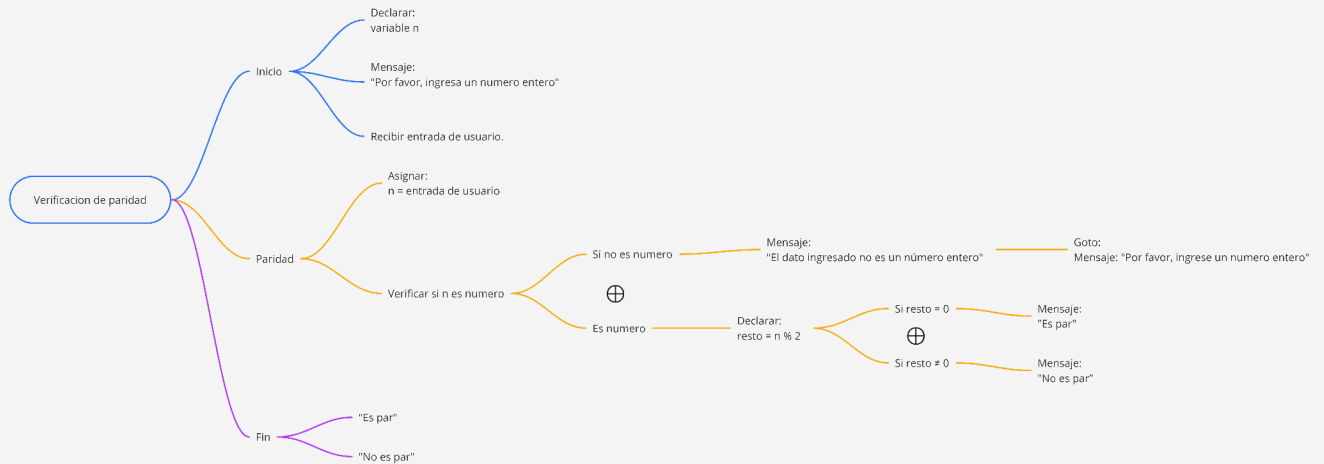 Declarar:
variable n
Mensaje:
"Por favor, ingresa un numero entero"
Inicio
Recibir entrada de usuario.
Asignar:
n = entrada de usuario
Verificacion de paridad
Paridad
Verificar si n es numero
Si no es numero
Mensaje:
"El dato ingresado no es un número entero"
Goto:
Mensaje: "Por favor, ingrese un numero entero"
Es numero
Declarar:
resto = n % 2
Si resto = 0
Mensaje:
"Es par"
Si resto ≠ 0
Mensaje:
"No es par"
Fin
"Es par"
"No es par"